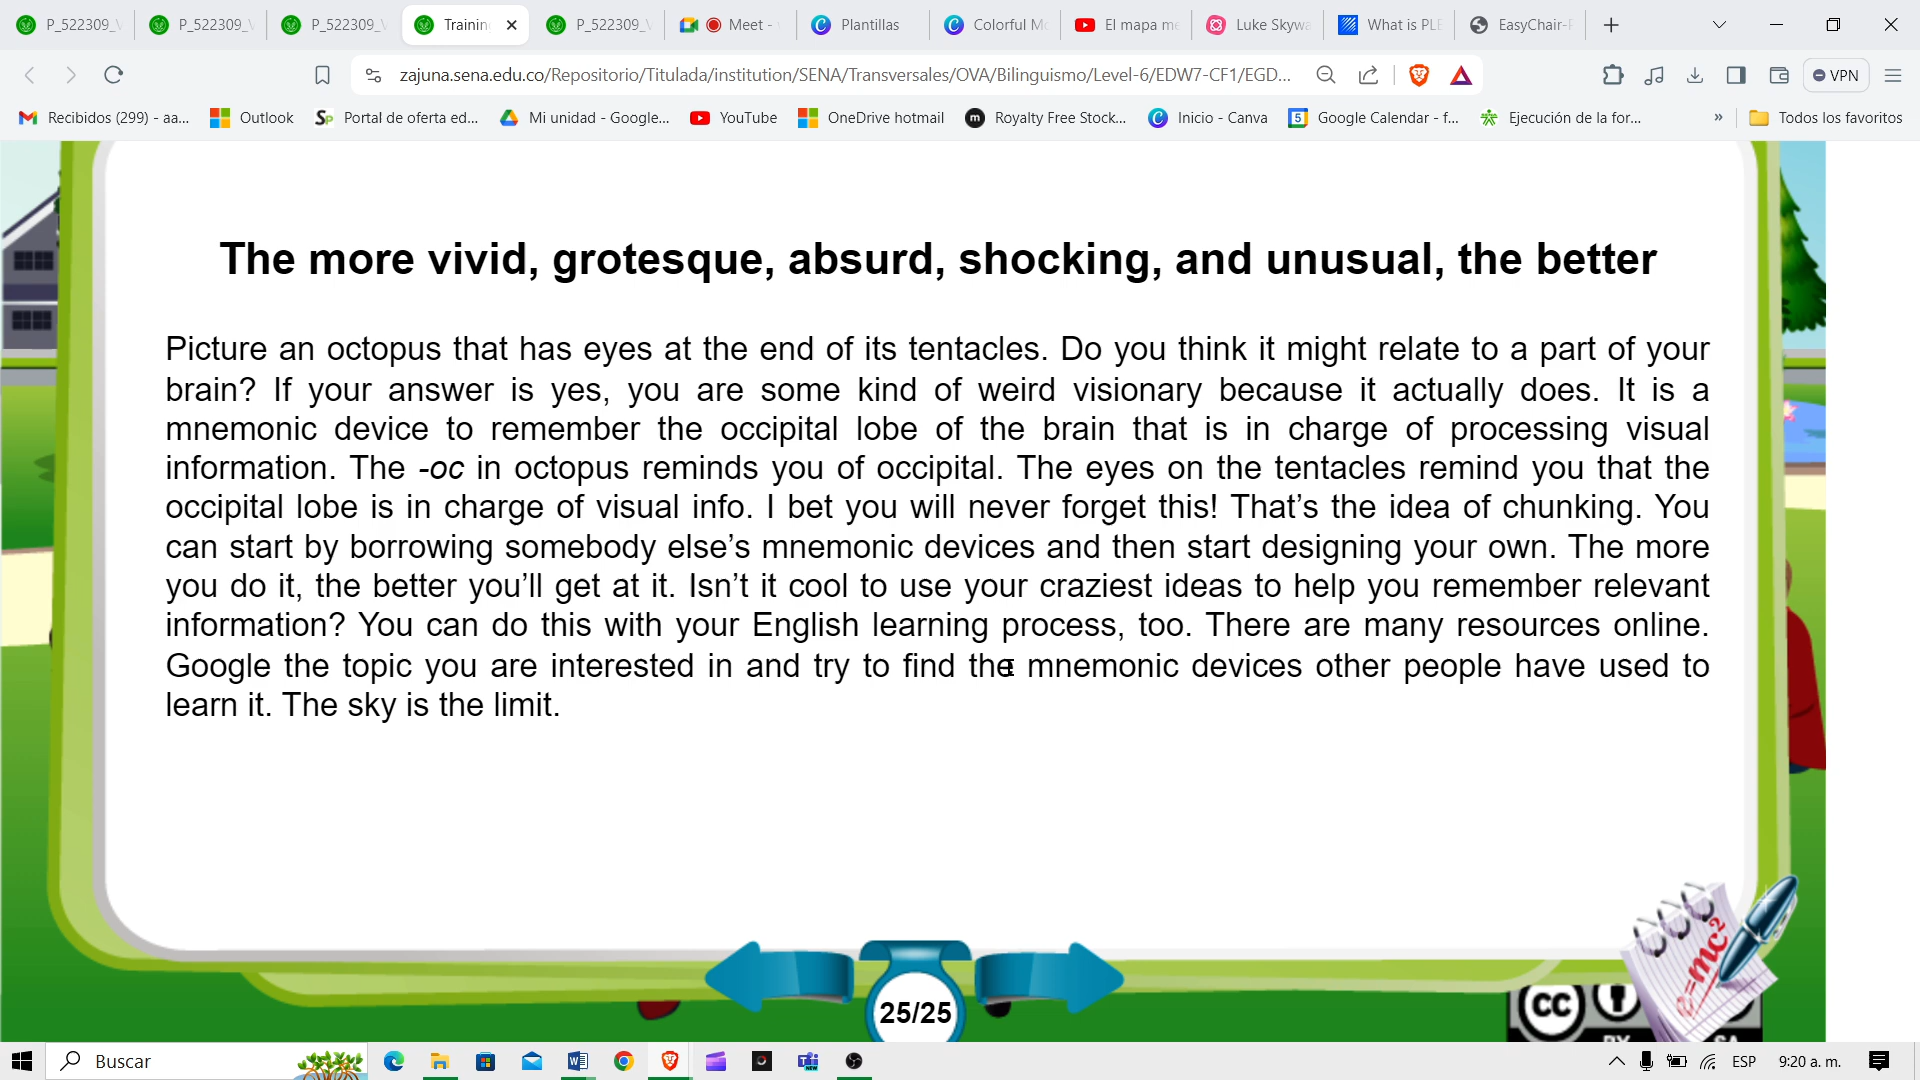 P_522309_V
P_522309_V
P_522309_V
Training
P_522309_V
Meet -
Plantillas
Colorful Mo
El mapa me
Luke Skywa
What is PLE
EasyChair-P
zajuna.sena.edu.co/Repositorio/Titulada/institution/SENA/Transversales/OVA/Bilinguismo/Level-6/EDW7-CF1/EGD...
VPN
Recibidos (299) - aa...
Outlook
Portal de oferta ed...
Mi unidad - Google...
YouTube
OneDrive hotmail
Royalty Free Stock...
Inicio - Canva
Google Calendar - f...
Ejecución de la for...
»
Todos los favoritos
The more vivid, grotesque, absurd, shocking, and unusual, the better
Picture an octopus that has eyes at the end of its tentacles. Do you think it might relate to a part of your
brain? If your answer is yes, you are some kind of weird visionary because it actually does. It is a
mnemonic device to remember the occipital lobe of the brain that is in charge of processing visual
information. The -oc in octopus reminds you of occipital. The eyes on the tentacles remind you that the
occipital lobe is in charge of visual info. I bet you will never forget this! That’s the idea of chunking. You
can start by borrowing somebody else’s mnemonic devices and then start designing your own. The more
you do it, the better you’ll get at it. Isn’t it cool to use your craziest ideas to help you remember relevant
information? You can do this with your English learning process, too. There are many resources online.
Google the topic you are interested in and try to find the mnemonic devices other people have used to
learn it. The sky is the limit.
e=mc²
25/25
cc
Buscar
ESP
9:20 a. m.